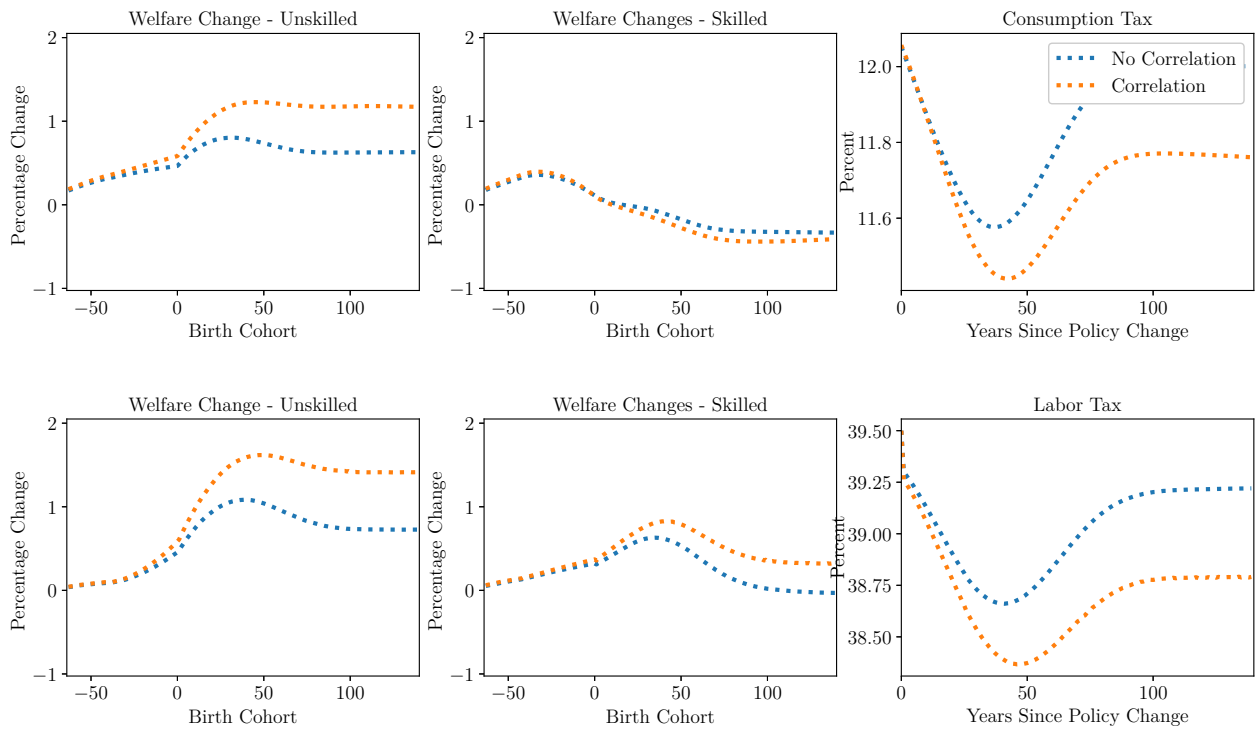 Welfare Change - Unskilled
2
1
0
−1
Percentage Change
−50 0 50 100
Birth Cohort
Welfare Changes - Skilled
2
1
0
−1
Percentage Change
−50 0 50 100
Birth Cohort
Consumption Tax
No Correlation
Correlation
12.0
11.8
11.6
Percent
0 50 100
Years Since Policy Change
Welfare Change - Unskilled
2
1
0
−1
Percentage Change
−50 0 50 100
Birth Cohort
Welfare Changes - Skilled
2
1
0
−1
Percentage Change
−50 0 50 100
Birth Cohort
Labor Tax
39.50
39.25
39.00
38.75
38.50
Percent
0 50 100
Years Since Policy Change